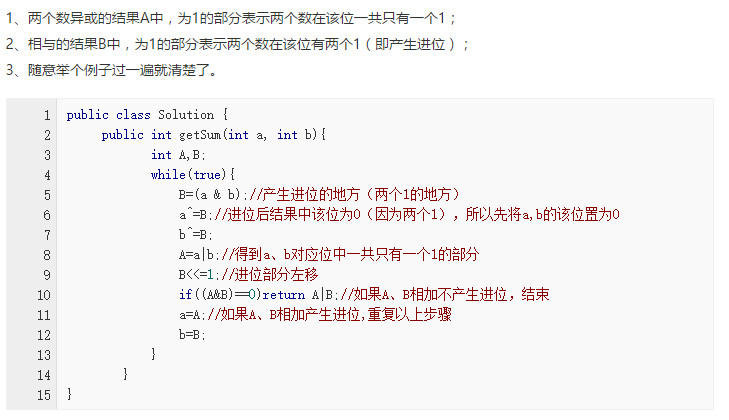 1、两个数异或的结果A中，为1的部分表示两个数在该位一共只有一个1；
2、相与的结果B中，为1的部分表示两个数在该位有两个1（即产生进位）；
3、随意举个例子过一遍就清楚了。
1 public class Solution {
2 public int getSum(int a, int b){
3 int A,B;
4 while(true){
5 B=(a & b);//产生进位的地方（两个1的地方）
6 a^=B;//进位后结果中该位为0（因为两个1），所以先将a,b的该位置为0
7 b^=B;
8 A=a|b;//得到a、b对应位中一共只有一个1的部分
9 B<<=1;//进位部分左移
10 if((A&B)==0)return A|B;//如果A、B相加不产生进位，结束
11 a=A;//如果A、B相加产生进位,重复以上步骤
12 b=B;
13 }
14 }
15 }